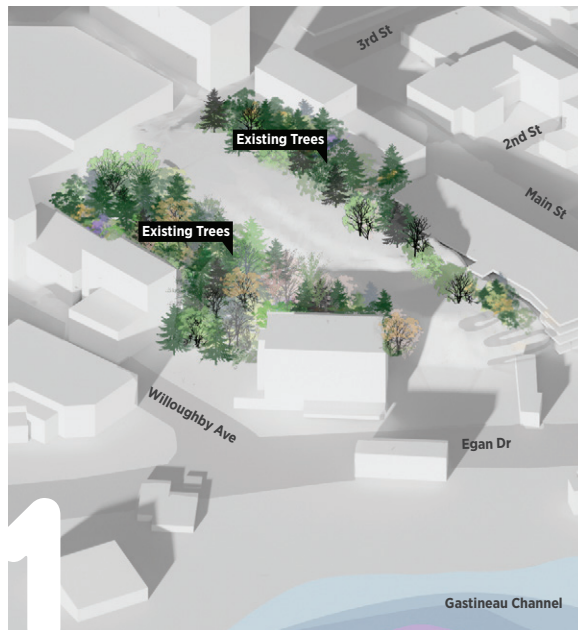 3rd St
Existing Trees
2nd St
Main St
Existing Trees
Willoughby Ave
Egan Dr
1
Gastineau Channel